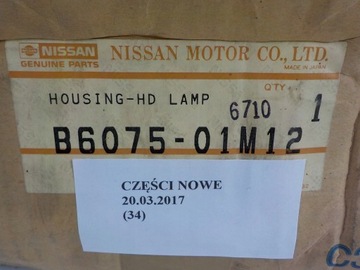 NISSAN
GENUINE PARTS
NISSAN MOTOR CO., LTD.
MADE IN JAPAN
HOUSING-HD LAMP
6710
QTY
1
B6075-01M12
CZĘŚCI NOWE
20.03.2017
(34)